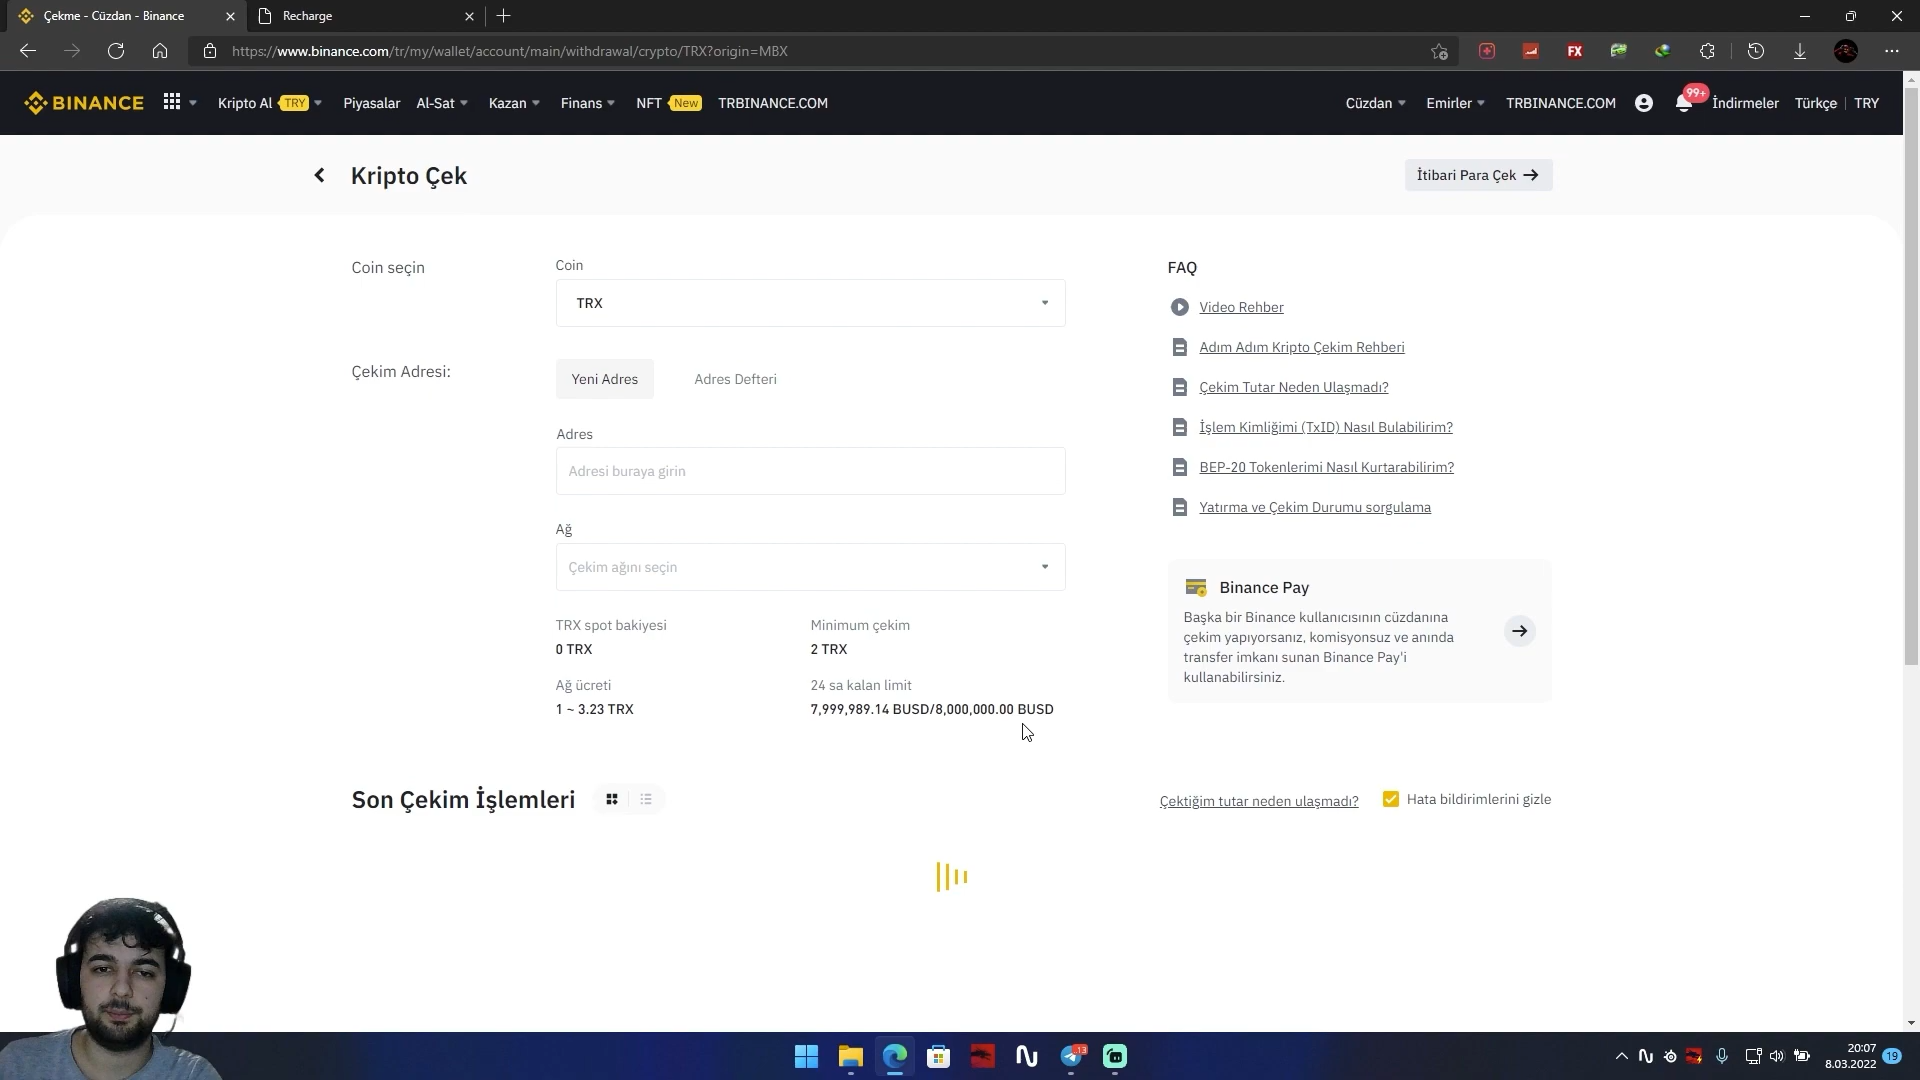 Çekme - Cüzdan - Binance
Recharge
https://www.binance.com/tr/my/wallet/account/main/withdrawal/crypto/TRX?origin=MBX
FX
BINANCE
Kripto Al TRY
Piyasalar
Al-Sat
Kazan
Finans
NFT New
TRBINANCE.COM
Cüzdan
Emirler
TRBINANCE.COM
99+
İndirmeler
Türkçe
TRY
Kripto Çek
İtibari Para Çek
Coin seçin
Coin
TRX
Çekim Adresi:
Yeni Adres
Adres Defteri
Adres
Adresi buraya girin
Ağ
Çekim ağını seçin
TRX spot bakiyesi
0 TRX
Minimum çekim
2 TRX
Ağ ücreti
1 ~ 3.23 TRX
24 sa kalan limit
7,999,989.14 BUSD/8,000,000.00 BUSD
FAQ
Video Rehber
Adım Adım Kripto Çekim Rehberi
Çekim Tutar Neden Ulaşmadı?
İşlem Kimliğimi (TxID) Nasıl Bulabilirim?
BEP-20 Tokenlerimi Nasıl Kurtarabilirim?
Yatırma ve Çekim Durumu sorgulama
Binance Pay
Başka bir Binance kullanıcısının cüzdanına
çekim yapıyorsanız, komisyonsuz ve anında
transfer imkanı sunan Binance Pay'i
kullanabilirsiniz.
Son Çekim İşlemleri
Çektiğim tutar neden ulaşmadı?
Hata bildirimlerini gizle
13
20:07
8.03.2022
19